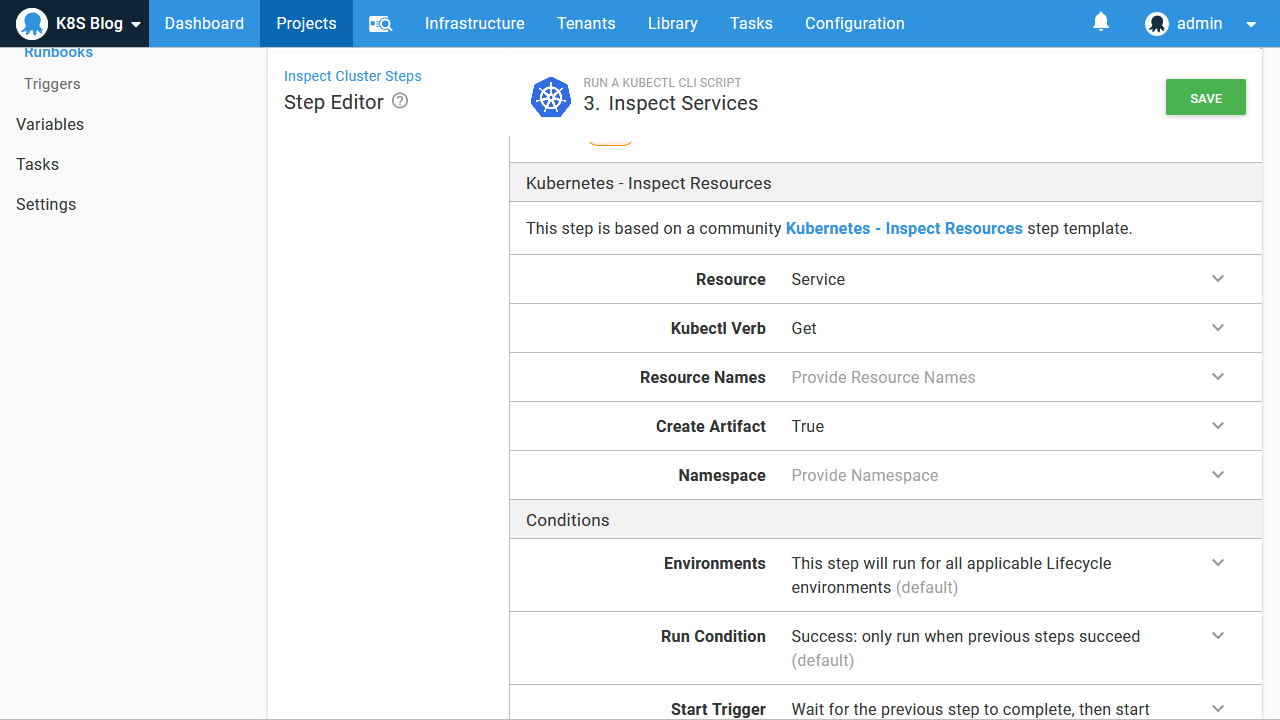 K8S Blog
Dashboard
Projects
Infrastructure
Tenants
Library
Tasks
Configuration
admin
Runbooks
Triggers
Variables
Tasks
Settings
Inspect Cluster Steps
Step Editor
RUN A KUBECTL CLI SCRIPT
3. Inspect Services
SAVE
Kubernetes - Inspect Resources
This step is based on a community Kubernetes - Inspect Resources step template.
Resource Service
Kubectl Verb Get
Resource Names Provide Resource Names
Create Artifact True
Namespace Provide Namespace
Conditions
Environments This step will run for all applicable Lifecycle
environments (default)
Run Condition Success: only run when previous steps succeed
(default)
Start Trigger Wait for the previous step to complete, then start